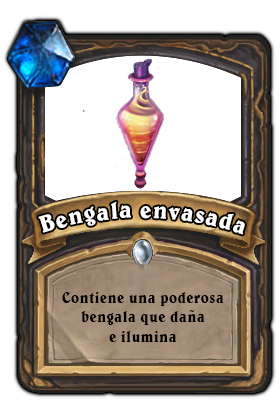 Bengala envasada
Contiene una poderosa
bengala que daña
e ilumina